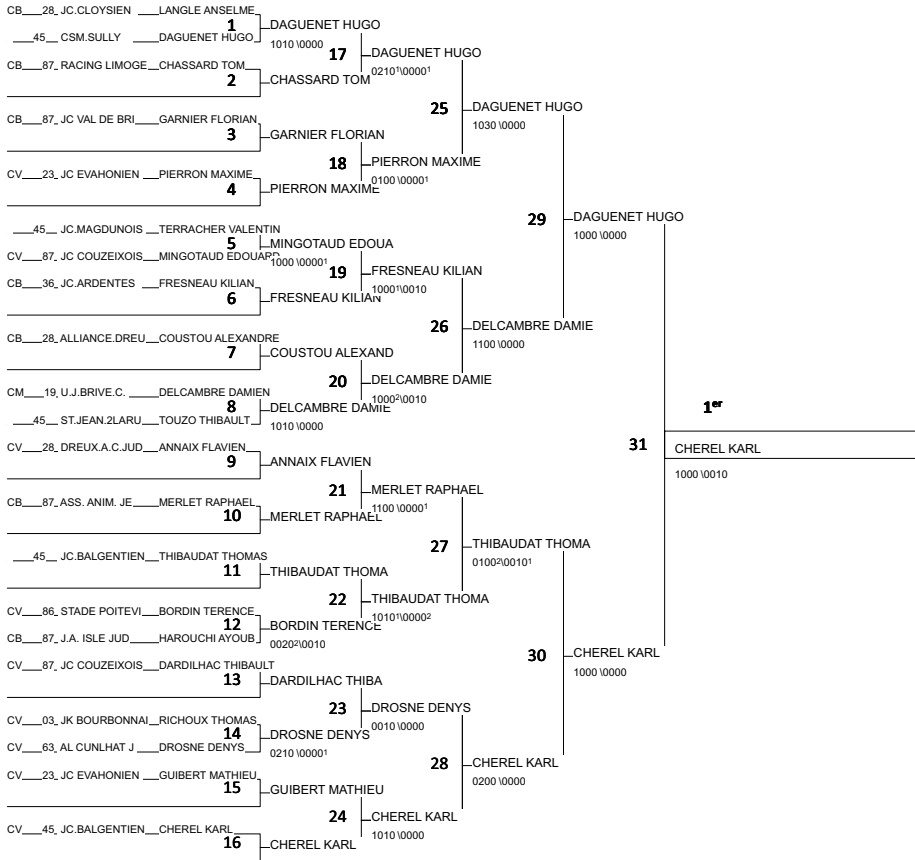 CB 28 JC.CLOYSIEN LANGLE ANSELME
1 DAGUENET HUGO
45 CSM.SULLY DAGUENET HUGO
1010 \0000
17 DAGUENET HUGO
0210¹\0000¹
CB 87 RACING LIMOGE CHASSARD TOM
2 CHASSARD TOM
25 DAGUENET HUGO
1030 \0000
CB 87 JC VAL DE BRI GARNIER FLORIAN
3 GARNIER FLORIAN
18 PIERRON MAXIME
0100 \0000¹
CV 23 JC EVAHONIEN PIERRON MAXIME
4 PIERRON MAXIME
29 DAGUENET HUGO
1000 \0000
45 JC.MAGDUNOIS TERRACHER VALENTIN
5 MINGOTAUD EDOUA
CV 87 JC COUZEIXOIS MINGOTAUD EDOUARD
1000 \0000¹
19 FRESNEAU KILIAN
1000¹\0010
CB 36 JC.ARDENTES FRESNEAU KILIAN
6 FRESNEAU KILIAN
26 DELCAMBRE DAMIE
1100 \0000
CB 28 ALLIANCE.DREU COUSTOU ALEXANDRE
7 COUSTOU ALEXAND
20 DELCAMBRE DAMIE
1000²\0010
CM 19 U.J.BRIVE.C. DELCAMBRE DAMIEN
8 DELCAMBRE DAMIE
45 ST.JEAN.2LARU TOUZO THIBAULT
1010 \0000
1er
31 CHEREL KARL
1000 \0010
CV 28 DREUX.A.C.JUD ANNAIX FLAVIEN
9 ANNAIX FLAVIEN
21 MERLET RAPHAEL
1100 \0000¹
CB 87 ASS. ANIM. JE MERLET RAPHAEL
10 MERLET RAPHAEL
27 THIBAUDAT THOMA
0100²\0010¹
45 JC.BALGENTIEN THIBAUDAT THOMAS
11 THIBAUDAT THOMA
22 THIBAUDAT THOMA
1010¹\0000²
CV 86 STADE POITEVI BORDIN TERENCE
12 BORDIN TERENCE
CB 87 J.A. ISLE JUD HAROUCHI AYOUB
0020²\0010
30 CHEREL KARL
1000 \0000
CV 87 JC COUZEIXOIS DARDILHAC THIBAULT
13 DARDILHAC THIBA
23 DROSNE DENYS
0010 \0000
CV 03 JK BOURBONNAI RICHOUX THOMAS
14 DROSNE DENYS
CV 63 AL CUNLHAT J DROSNE DENYS
0210 \0000¹
28 CHEREL KARL
0200 \0000
CV 23 JC EVAHONIEN GUIBERT MATHIEU
15 GUIBERT MATHIEU
24 CHEREL KARL
1010 \0000
CV 45 JC.BALGENTIEN CHEREL KARL
16 CHEREL KARL